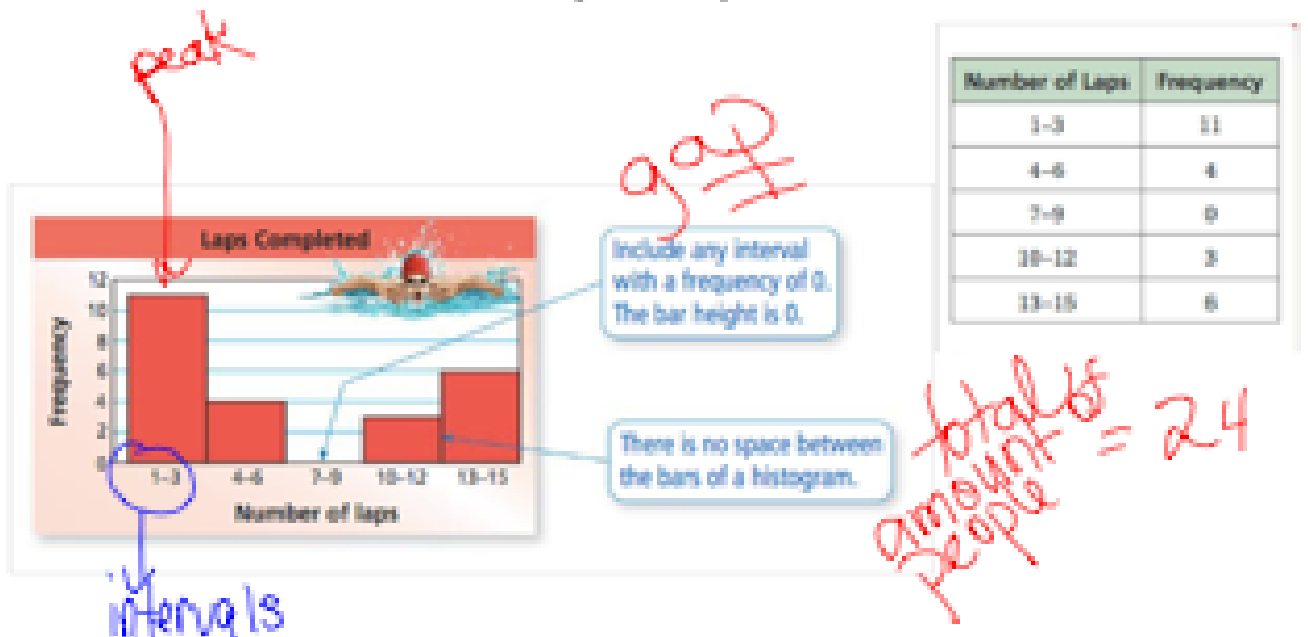 peak
gap
Number of Laps Frequency
1–3 11
4–6 4
7–9 0
10–12 3
13–15 6
Laps Completed
Include any interval
with a frequency of 0.
The bar height is 0.
12
10
8
6
4
2
0
Frequency
1–3 4–6 7–9 10–12 13–15
Number of laps
There is no space between
the bars of a histogram.
total of
amount = 24
people
intervals